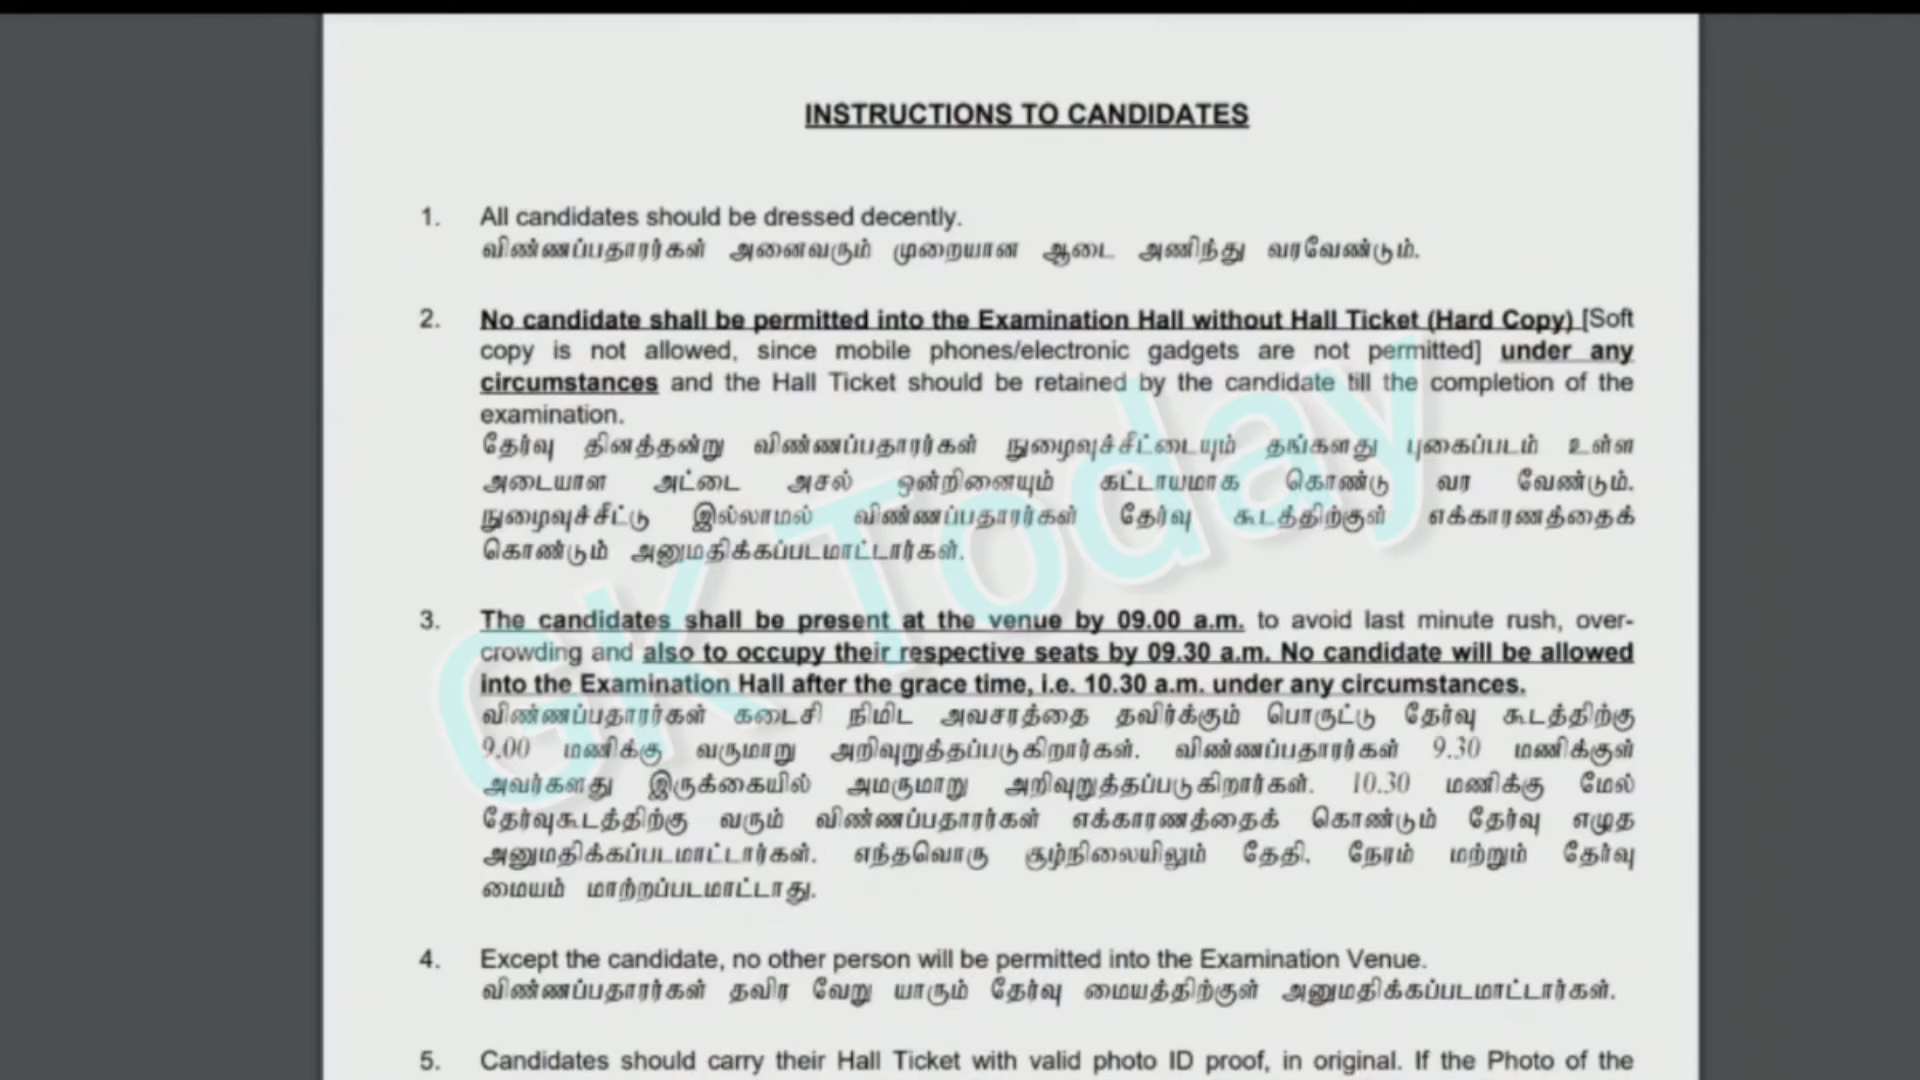 INSTRUCTIONS TO CANDIDATES
1. All candidates should be dressed decently.
விண்ணப்பதாரர்கள் அனைவரும் முறையான ஆடை அணிந்து வரவேண்டும்.
2. No candidate shall be permitted into the Examination Hall without Hall Ticket (Hard Copy) [Soft
copy is not allowed, since mobile phones/electronic gadgets are not permitted] under any
circumstances and the Hall Ticket should be retained by the candidate till the completion of the
examination.
தேர்வு தினத்தன்று விண்ணப்பதாரர்கள் நுழைவுச்சீட்டையும் தங்களது புகைப்படம் உள்ள
அடையாள அட்டை அசல் ஒன்றினையும் கட்டாயமாக கொண்டு வர வேண்டும்.
நுழைவுச்சீட்டு இல்லாமல் விண்ணப்பதாரர்கள் தேர்வு கூடத்திற்குள் எக்காரணத்தைக்
கொண்டும் அனுமதிக்கப்படமாட்டார்கள்.
3. The candidates shall be present at the venue by 09.00 a.m. to avoid last minute rush, over-
crowding and also to occupy their respective seats by 09.30 a.m. No candidate will be allowed
into the Examination Hall after the grace time, i.e. 10.30 a.m. under any circumstances.
விண்ணப்பதாரர்கள் கடைசி நிமிட அவசரத்தை தவிர்க்கும் பொருட்டு தேர்வு கூடத்திற்கு
9.00 மணிக்கு வருமாறு அறிவுறுத்தப்படுகிறார்கள். விண்ணப்பதாரர்கள் 9.30 மணிக்குள்
அவர்களது இருக்கையில் அமருமாறு அறிவுறுத்தப்படுகிறார்கள். 10.30 மணிக்கு மேல்
தேர்வுகூடத்திற்கு வரும் விண்ணப்பதாரர்கள் எக்காரணத்தைக் கொண்டும் தேர்வு எழுத
அனுமதிக்கப்படமாட்டார்கள். எந்தவொரு சூழ்நிலையிலும் தேதி, நேரம் மற்றும் தேர்வு
மையம் மாற்றப்படமாட்டாது.
4. Except the candidate, no other person will be permitted into the Examination Venue.
விண்ணப்பதாரர்கள் தவிர வேறு யாரும் தேர்வு மையத்திற்குள் அனுமதிக்கப்படமாட்டார்கள்.
5. Candidates should carry their Hall Ticket with valid photo ID proof, in original. If the Photo of the
GK Today